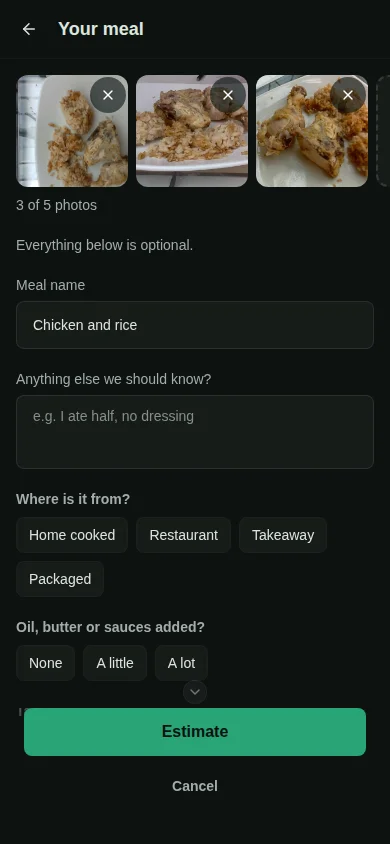 Your meal
3 of 5 photos
Everything below is optional.
Meal name
Chicken and rice
Anything else we should know?
e.g. I ate half, no dressing
Where is it from?
Home cooked
Restaurant
Takeaway
Packaged
Oil, butter or sauces added?
None
A little
A lot
Estimate
Cancel